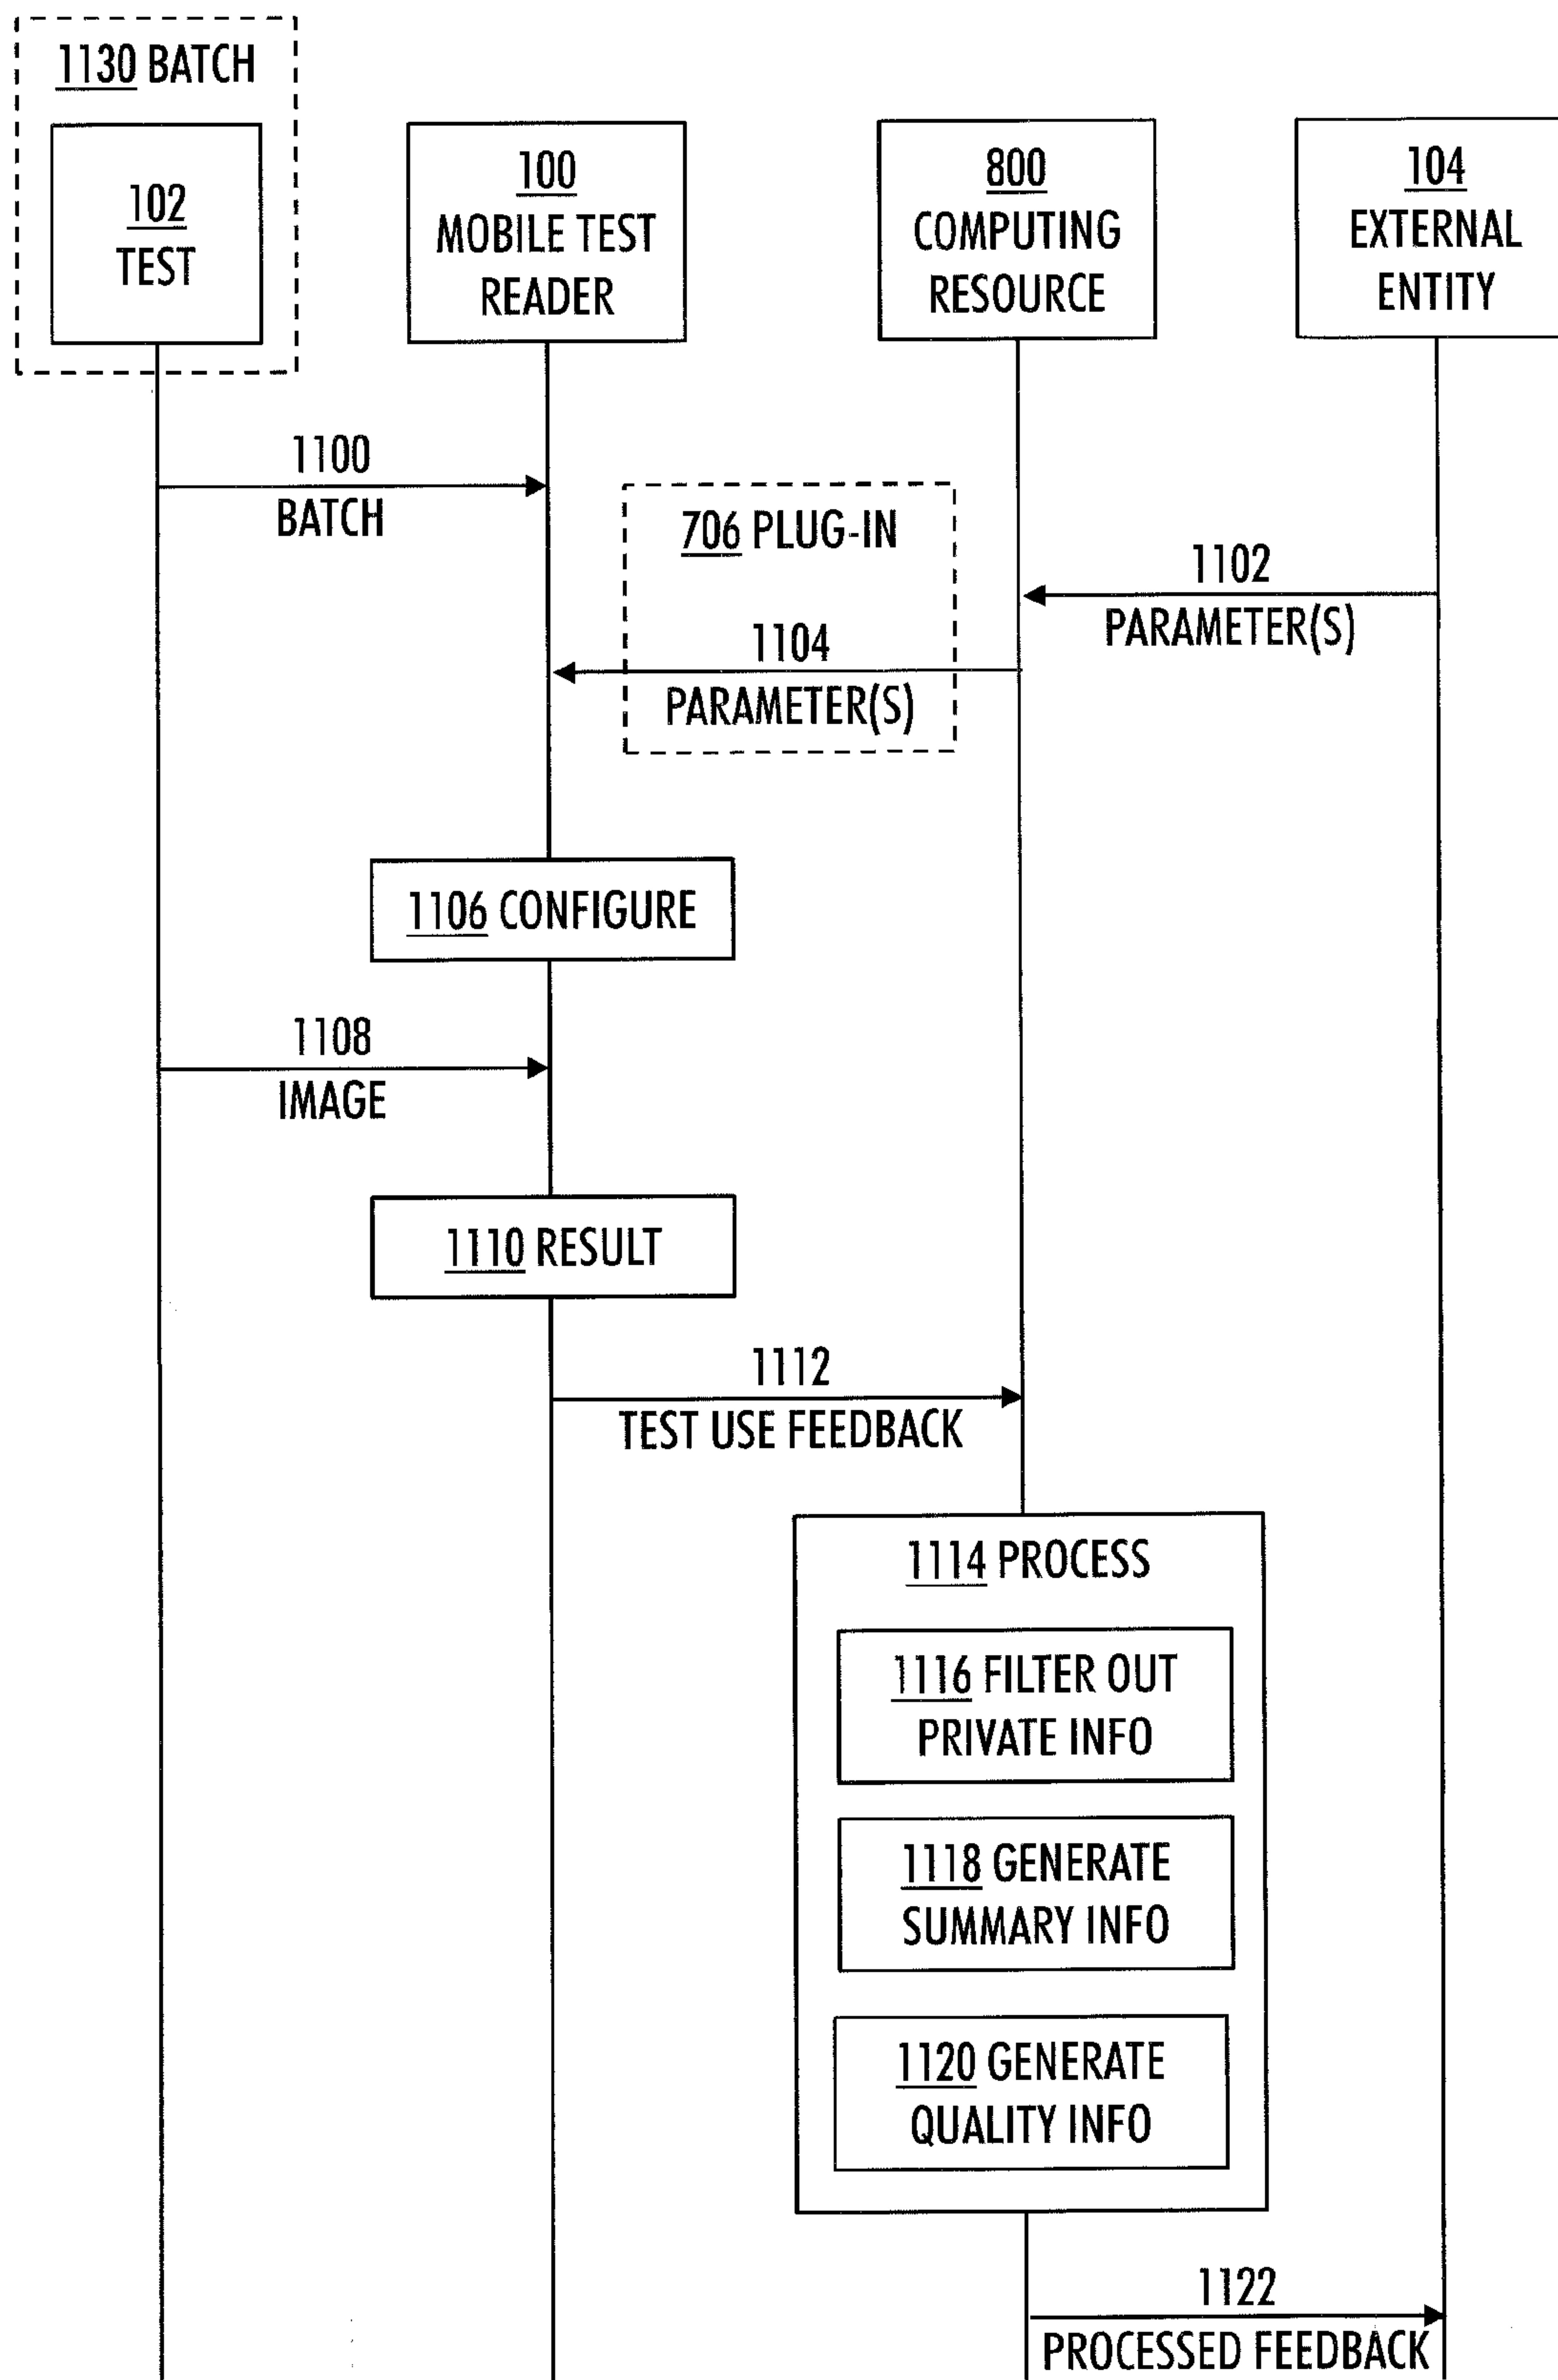 1130 BATCH
102
TEST
100
MOBILE TEST
READER
800
COMPUTING
RESOURCE
104
EXTERNAL
ENTITY
1100
BATCH
706 PLUG-IN
1102
PARAMETER(S)
1104
PARAMETER(S)
1106 CONFIGURE
1108
IMAGE
1110 RESULT
1112
TEST USE FEEDBACK
1114 PROCESS
1116 FILTER OUT
PRIVATE INFO
1118 GENERATE
SUMMARY INFO
1120 GENERATE
QUALITY INFO
1122
PROCESSED FEEDBACK